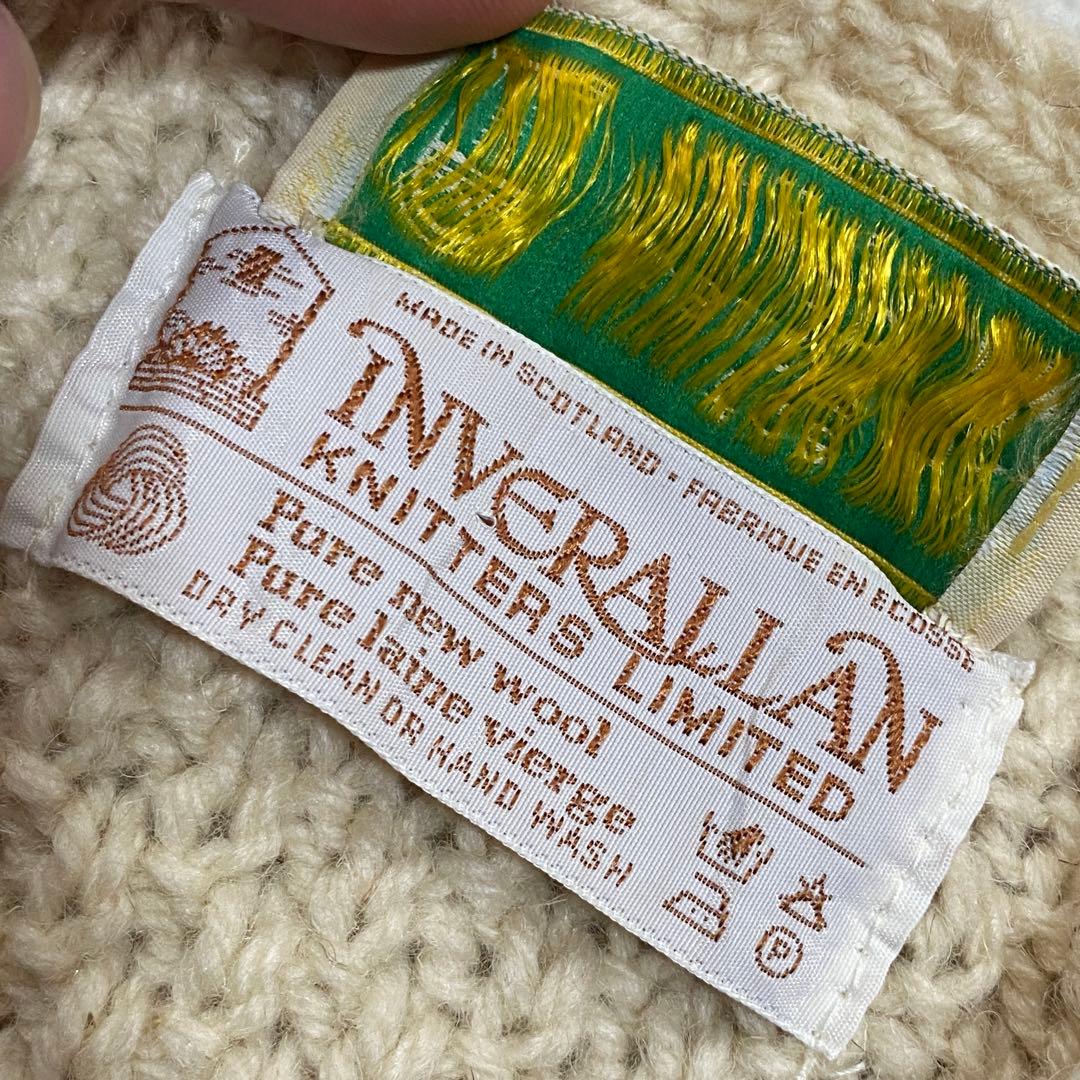 MADE IN SCOTLAND - FABRIQUE EN ECOSSE
INVERALLAN
KNITTERS LIMITED
Pure new wool
Pure laine vierge
DRY CLEAN OR HAND WASH
P